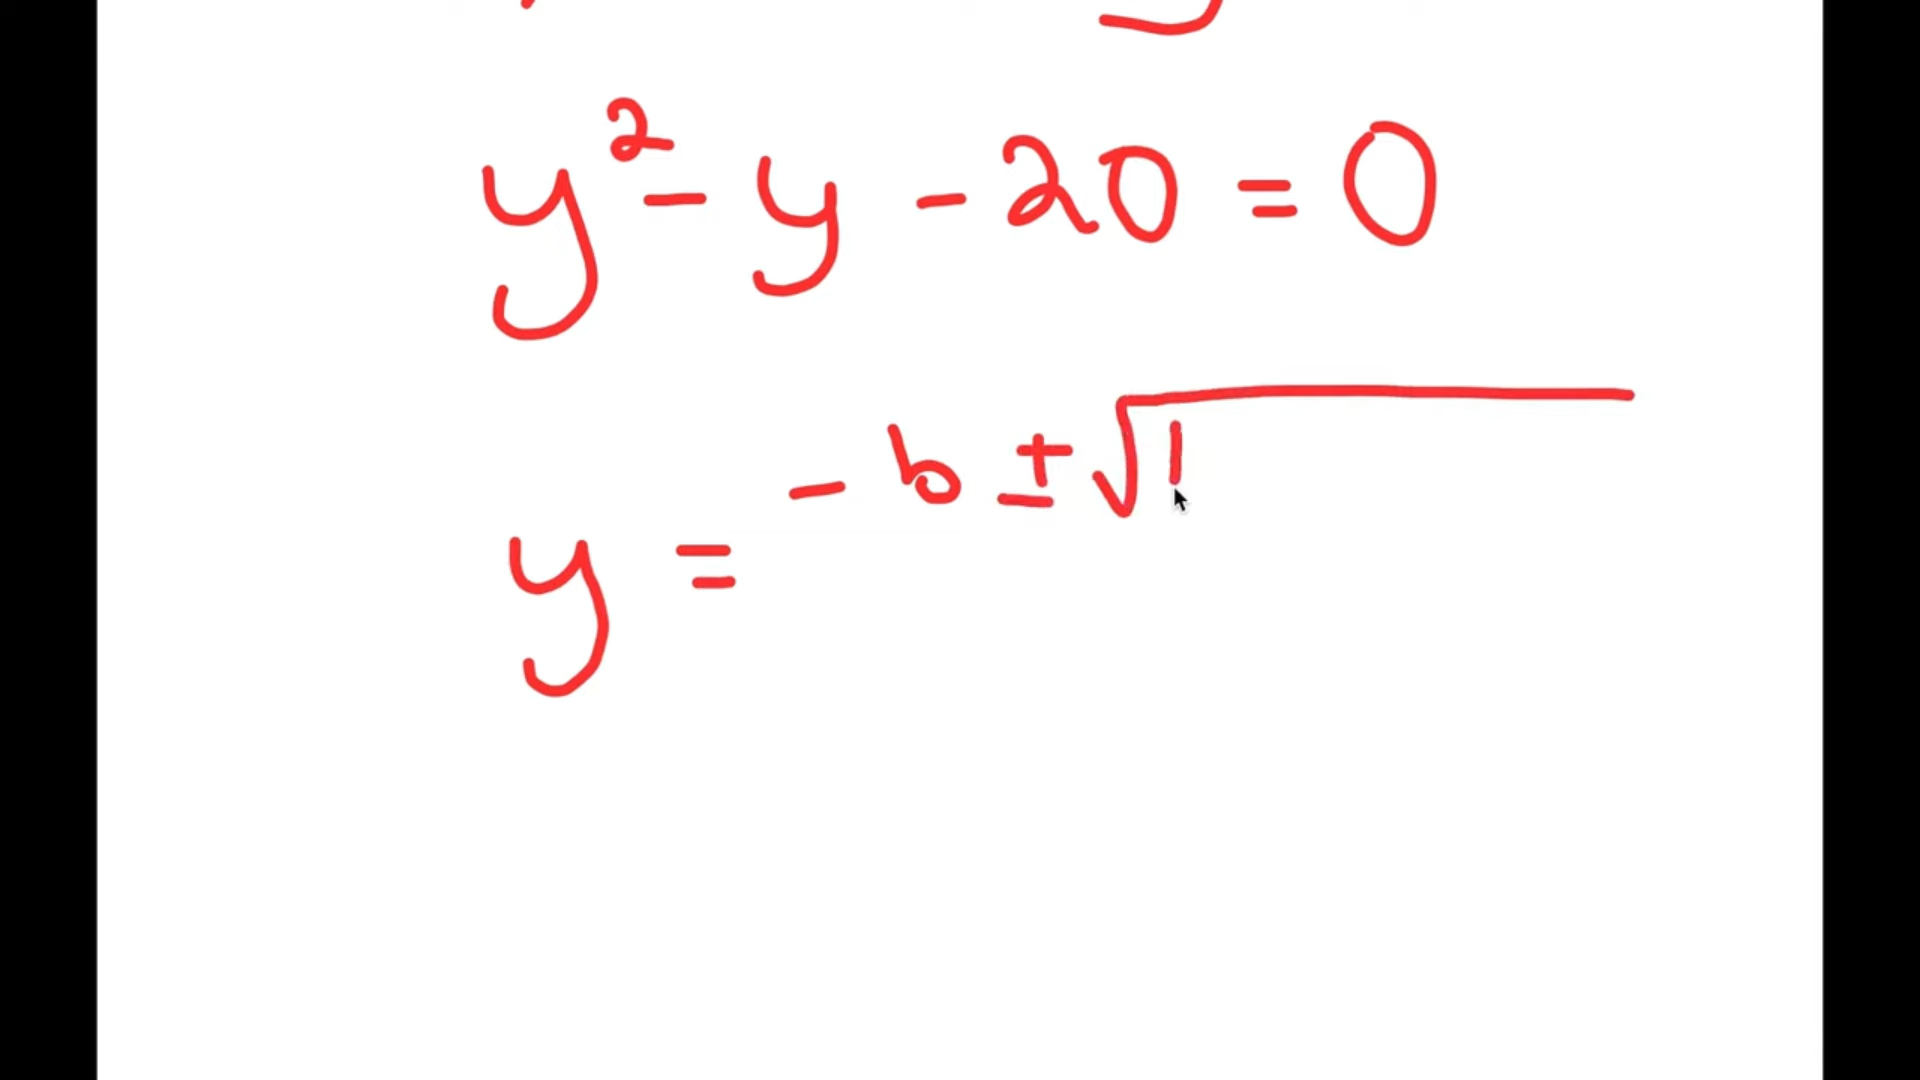 y² - y - 20 = 0
y = - b ± √1